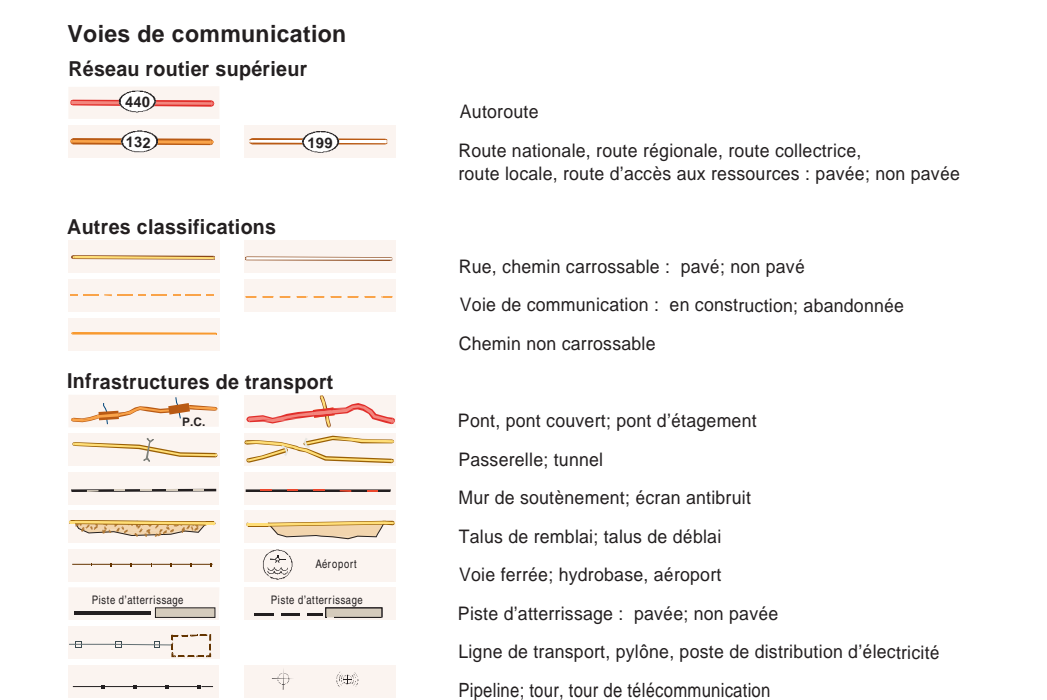 Voies de communication
Réseau routier supérieur
440
Autoroute
132 199
Route nationale, route régionale, route collectrice,
route locale, route d'accès aux ressources : pavée; non pavée
Autres classifications
Rue, chemin carrossable : pavé; non pavé
Voie de communication : en construction; abandonnée
Chemin non carrossable
Infrastructures de transport
P.C.
Pont, pont couvert; pont d'étagement
Passerelle; tunnel
Mur de soutènement; écran antibruit
Talus de remblai; talus de déblai
Aéroport
Voie ferrée; hydrobase, aéroport
Piste d'atterrissage Piste d'atterrissage
Piste d'atterrissage : pavée; non pavée
Ligne de transport, pylône, poste de distribution d'électricité
Pipeline; tour, tour de télécommunication